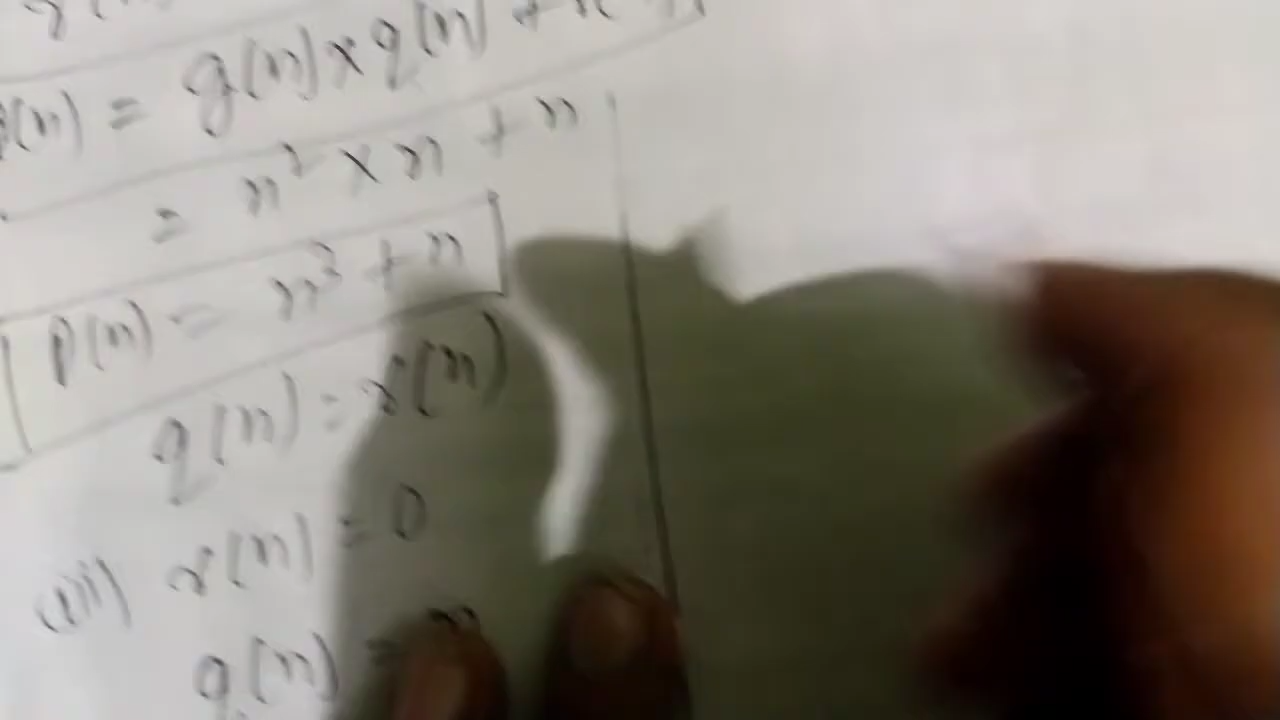 p(n) = g(n) × q(n) +
= n² × n + n
p(n) = n³ + n
q(n) = r(n)
(iii) r(n) = 0
q(n) =